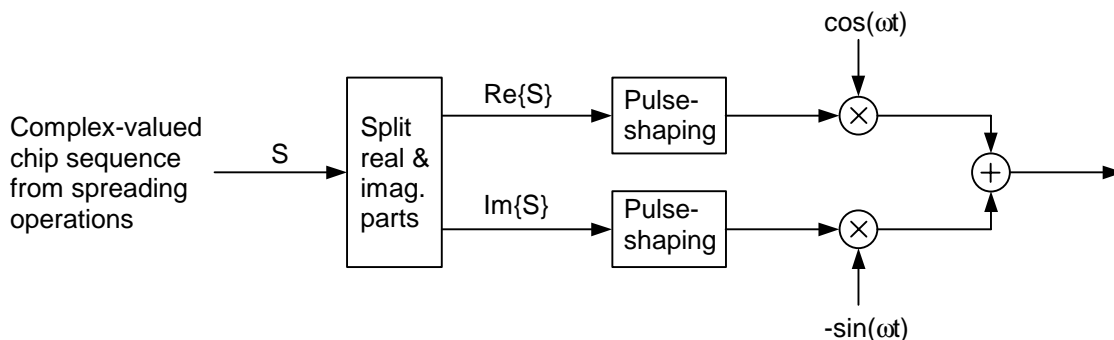 cos(ωt)
Complex-valued
chip sequence
from spreading
operations
S
Split
real &
imag.
parts
Re{S}
Pulse-
shaping
Im{S}
Pulse-
shaping
-sin(ωt)